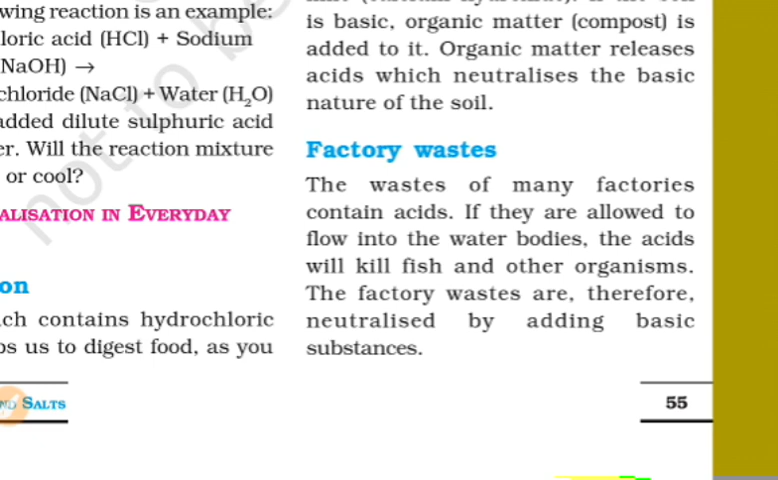 wing reaction is an example:
loric acid (HCl) + Sodium
NaOH) →
chloride (NaCl) + Water (H₂O)
added dilute sulphuric acid
er. Will the reaction mixture
or cool?
ALISATION IN EVERYDAY
on
ch contains hydrochloric
ps us to digest food, as you
ND SALTS
is basic, organic matter (compost) is
added to it. Organic matter releases
acids which neutralises the basic
nature of the soil.
Factory wastes
The wastes of many factories
contain acids. If they are allowed to
flow into the water bodies, the acids
will kill fish and other organisms.
The factory wastes are, therefore,
neutralised by adding basic
substances.
55
not to be